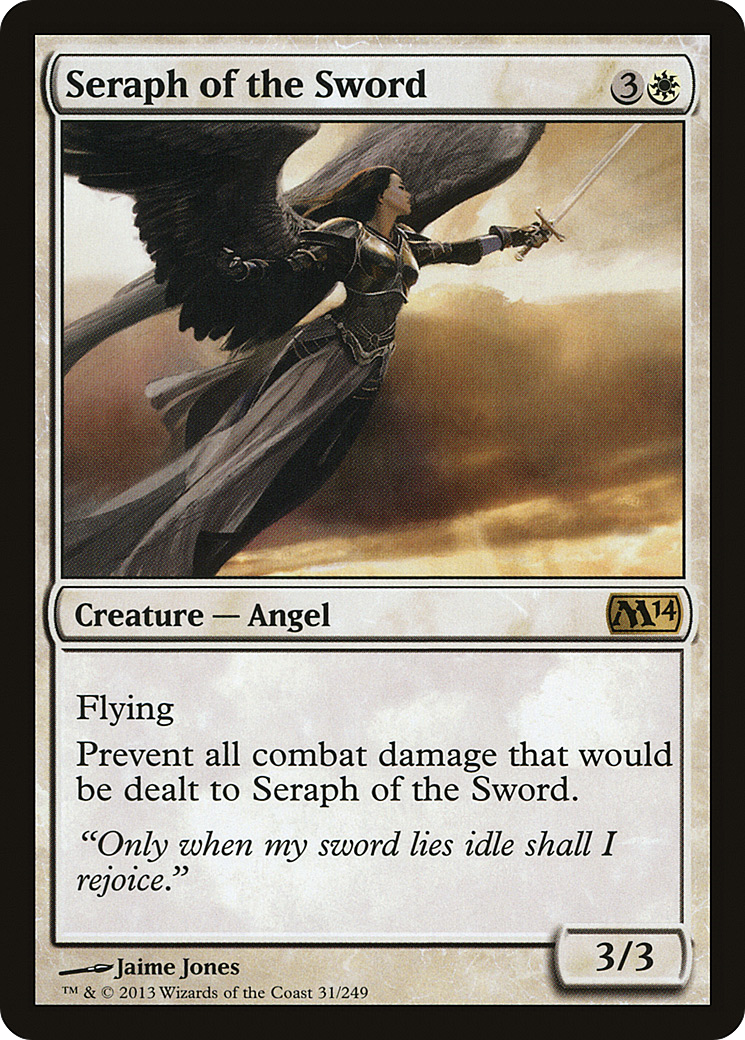 Seraph of the Sword 3
Creature — Angel M14
Flying
Prevent all combat damage that would
be dealt to Seraph of the Sword.
“Only when my sword lies idle shall I
rejoice.”
3/3
Jaime Jones
™ & © 2013 Wizards of the Coast 31/249